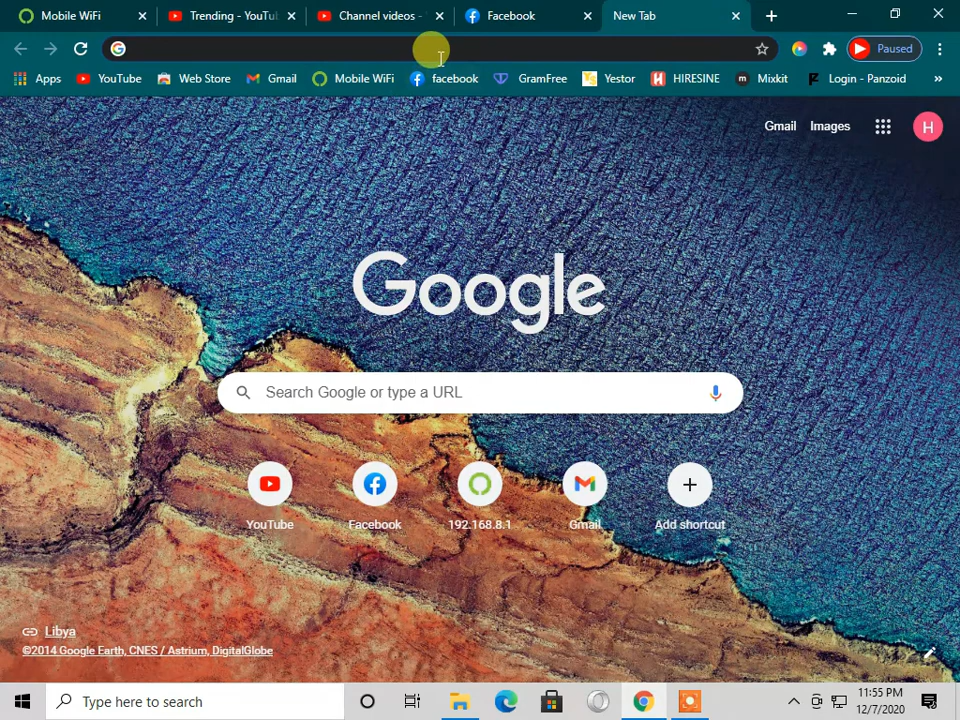 Mobile WiFi
Trending - YouTu
Channel videos -
Facebook
New Tab
Paused
Apps
YouTube
Web Store
Gmail
Mobile WiFi
facebook
GramFree
Yestor
HIRESINE
Mixkit
Login - Panzoid
»
Gmail
Images
H
Google
Search Google or type a URL
YouTube
Facebook
192.168.8.1
Gmail
Add shortcut
Libya
©2014 Google Earth, CNES / Astrium, DigitalGlobe
Type here to search
11:55 PM
12/7/2020